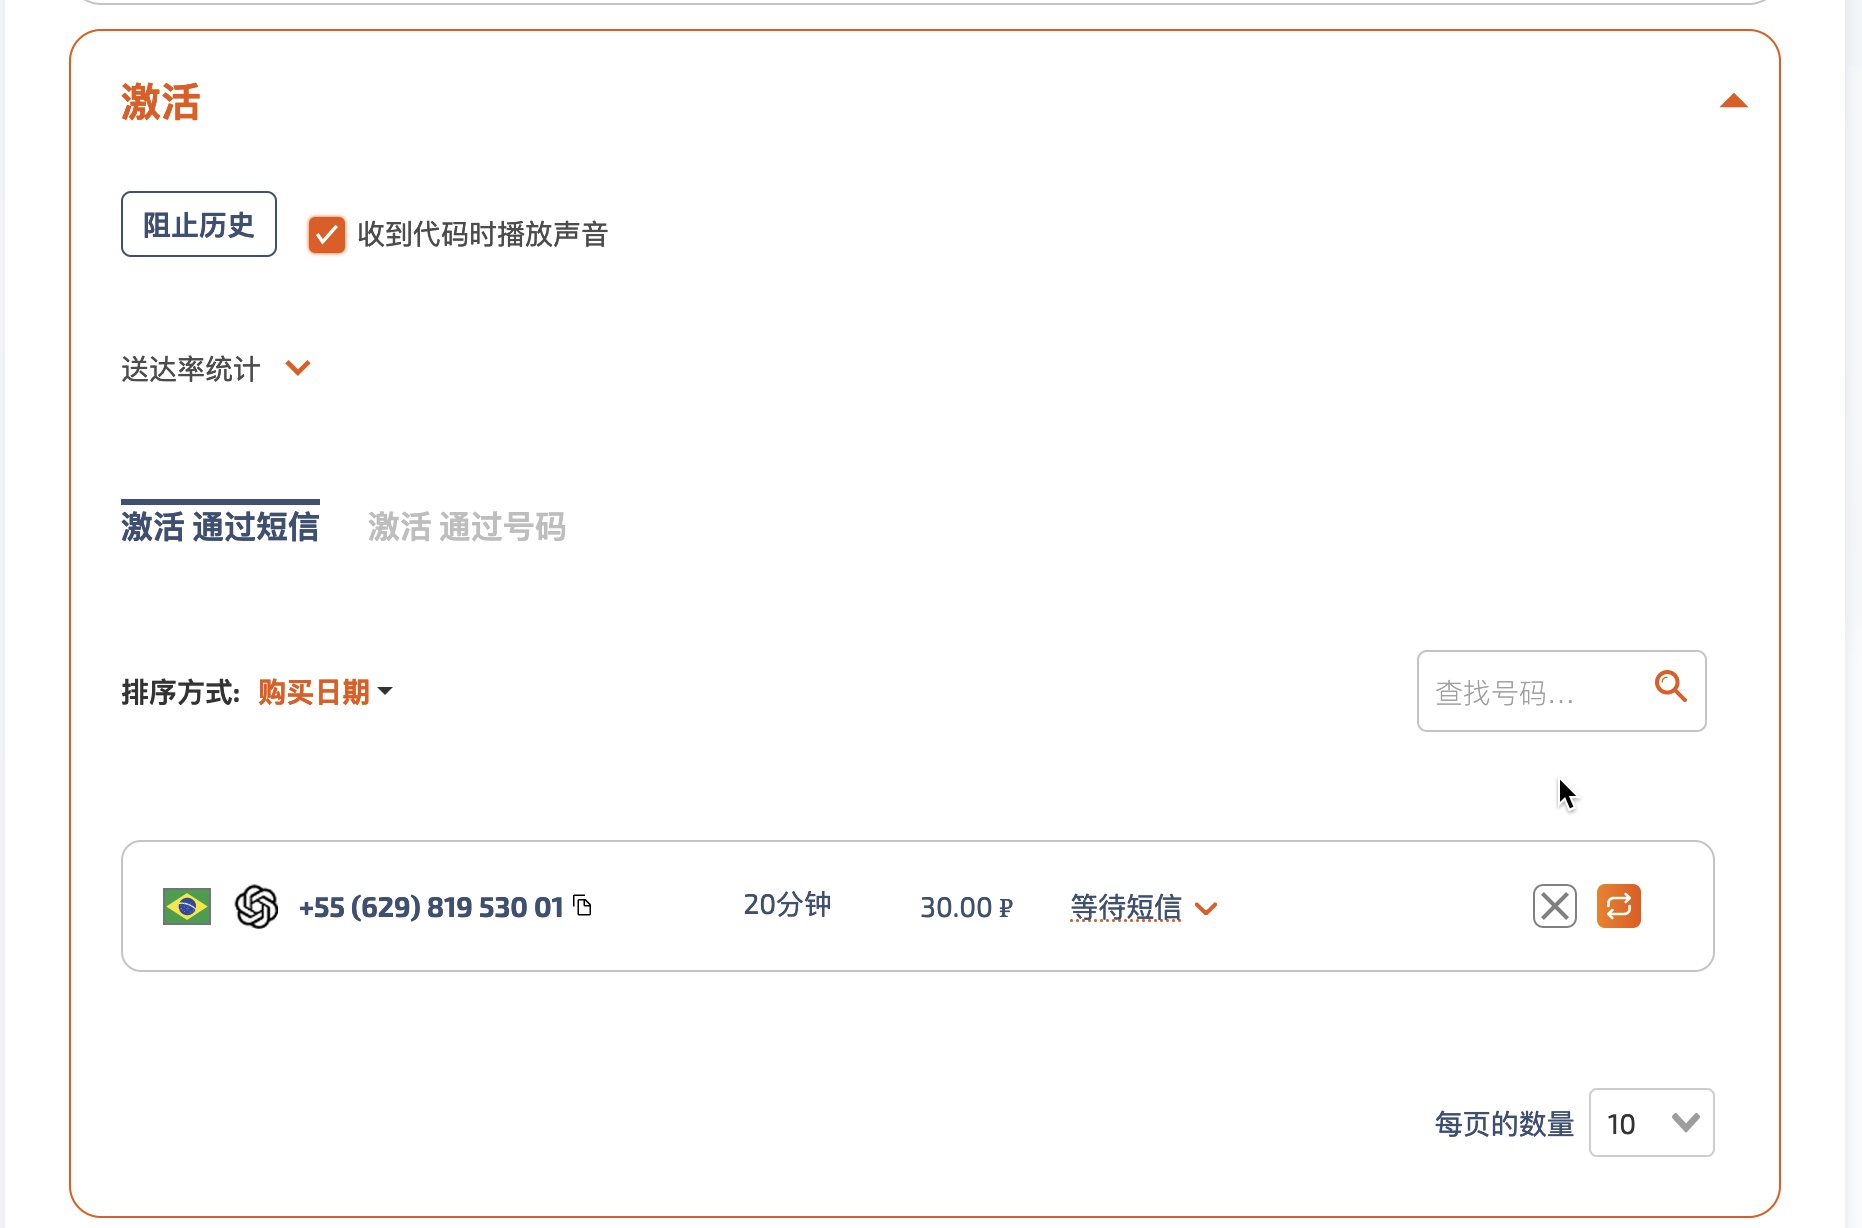 激活
阻止历史
收到代码时播放声音
送达率统计
激活 通过短信
激活 通过号码
排序方式: 购买日期
查找号码...
+55 (629) 819 530 01
20分钟
30.00 ₽
等待短信
每页的数量
10